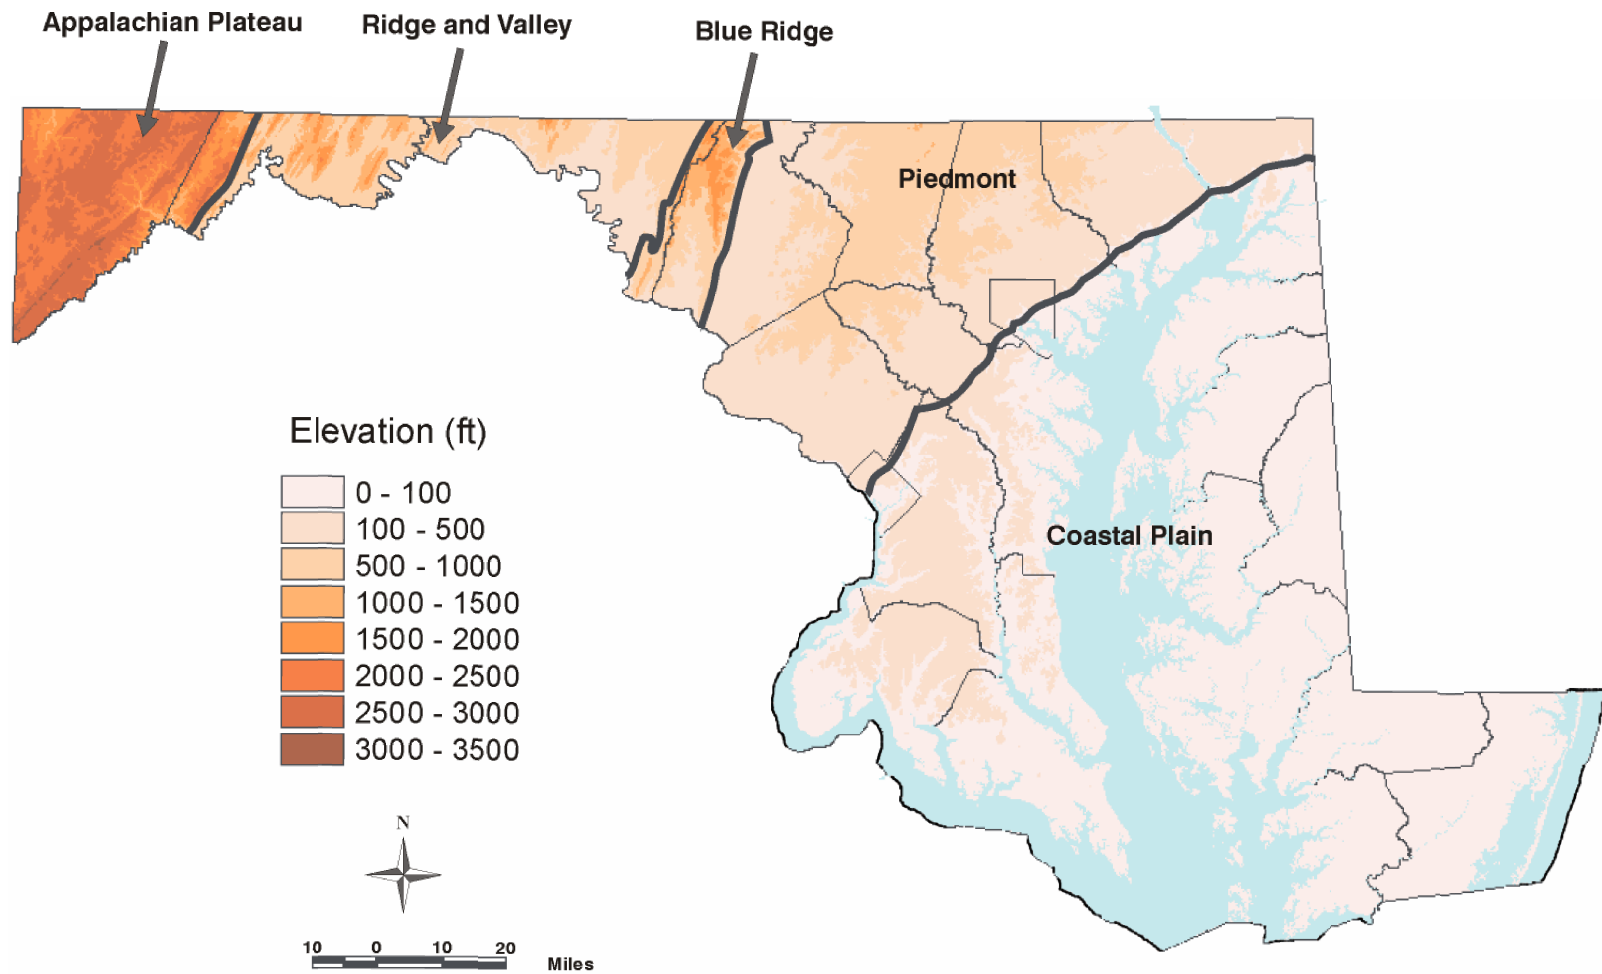 Appalachian Plateau
Ridge and Valley
Blue Ridge
Piedmont
Coastal Plain
Elevation (ft)
0 - 100
100 - 500
500 - 1000
1000 - 1500
1500 - 2000
2000 - 2500
2500 - 3000
3000 - 3500
N
10 0 10 20
Miles